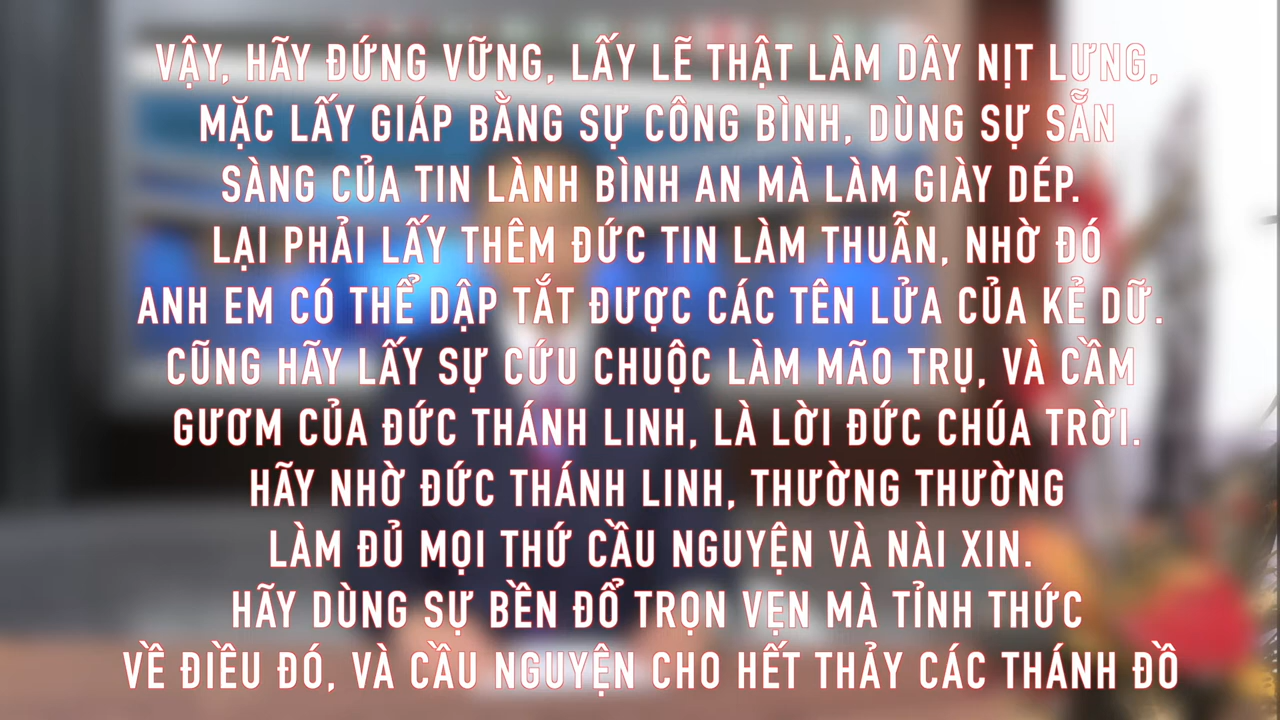 VẬY, HÃY ĐỨNG VỮNG, LẤY LẼ THẬT LÀM DÂY NỊT LƯNG,
MẶC LẤY GIÁP BẰNG SỰ CÔNG BÌNH, DÙNG SỰ SẴN
SÀNG CỦA TIN LÀNH BÌNH AN MÀ LÀM GIÀY DÉP.
LẠI PHẢI LẤY THÊM ĐỨC TIN LÀM THUẪN, NHỜ ĐÓ
ANH EM CÓ THỂ DẬP TẮT ĐƯỢC CÁC TÊN LỬA CỦA KẺ DỮ.
CŨNG HÃY LẤY SỰ CỨU CHUỘC LÀM MÃO TRỤ, VÀ CẦM
GƯƠM CỦA ĐỨC THÁNH LINH, LÀ LỜI ĐỨC CHÚA TRỜI.
HÃY NHỜ ĐỨC THÁNH LINH, THƯỜNG THƯỜNG
LÀM ĐỦ MỌI THỨ CẦU NGUYỆN VÀ NÀI XIN.
HÃY DÙNG SỰ BỀN ĐỔ TRỌN VẸN MÀ TỈNH THỨC
VỀ ĐIỀU ĐÓ, VÀ CẦU NGUYỆN CHO HẾT THẢY CÁC THÁNH ĐỒ